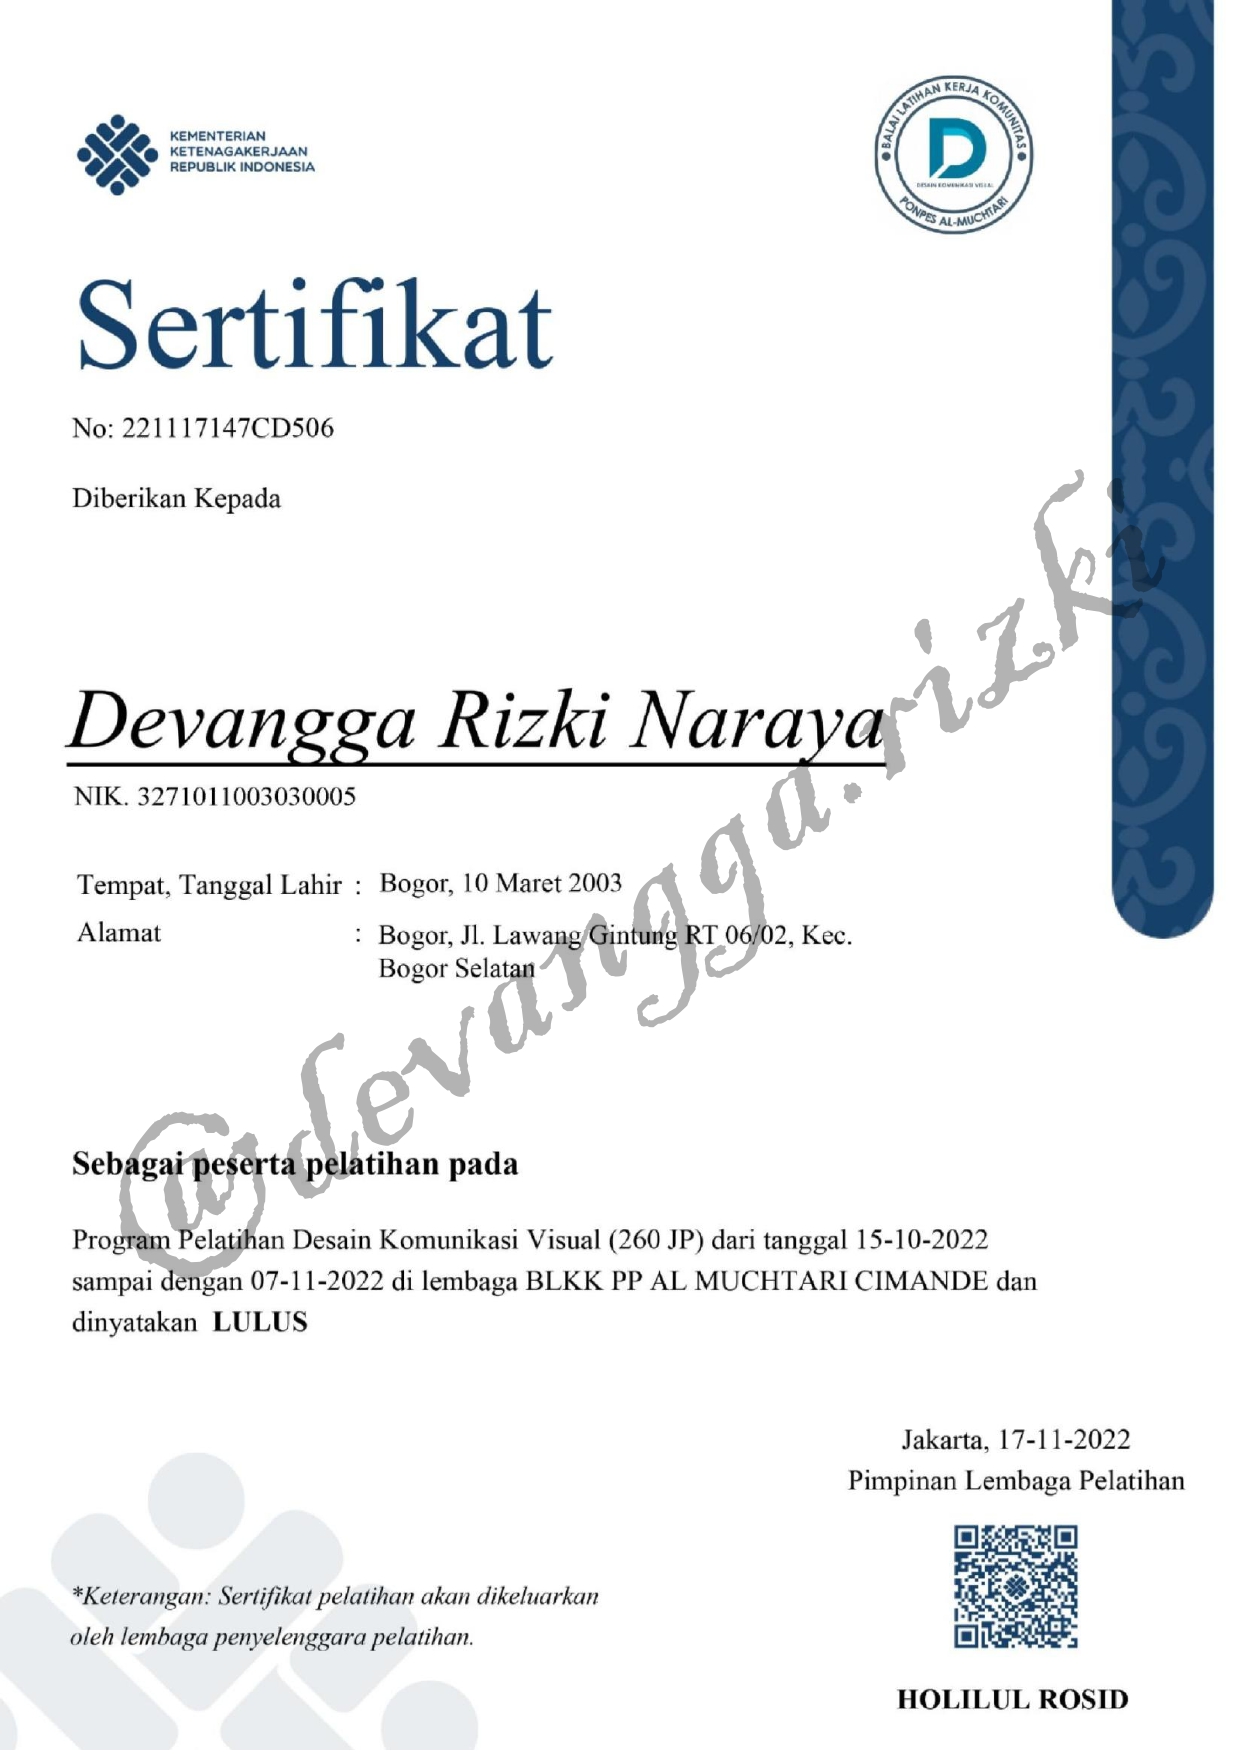 KEMENTERIAN
KETENAGAKERJAAN
REPUBLIK INDONESIA
BALAI LATIHAN KERJA KOMUNITAS
DESAIN KOMUNIKASI VISUAL
PONPES AL-MUCHTARI
Sertifikat
No: 221117147CD506
Diberikan Kepada
Devangga Rizki Naraya
NIK. 3271011003030005
Tempat, Tanggal Lahir : Bogor, 10 Maret 2003
Alamat : Bogor, Jl. Lawang Gintung RT 06/02, Kec.
Bogor Selatan
@devangga.rizki
Sebagai peserta pelatihan pada
Program Pelatihan Desain Komunikasi Visual (260 JP) dari tanggal 15-10-2022
sampai dengan 07-11-2022 di lembaga BLKK PP AL MUCHTARI CIMANDE dan
dinyatakan LULUS
Jakarta, 17-11-2022
Pimpinan Lembaga Pelatihan
*Keterangan: Sertifikat pelatihan akan dikeluarkan
oleh lembaga penyelenggara pelatihan.
HOLILUL ROSID